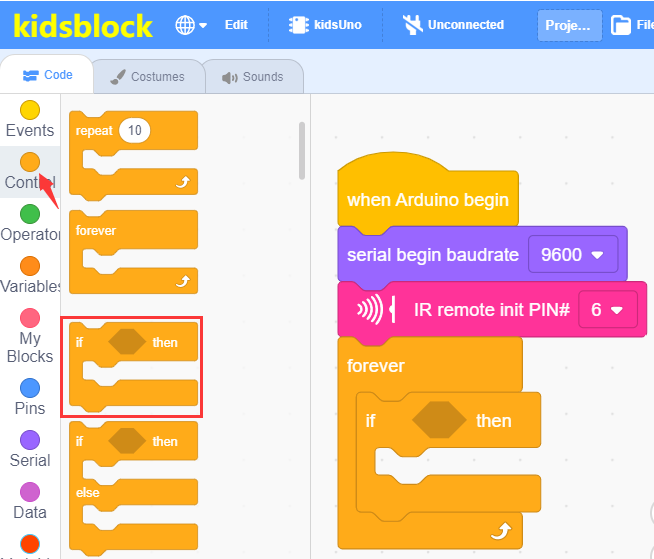 kidsblock
Edit
kidsUno
Unconnected
Proje...
File
Code
Costumes
Sounds
Events
Control
Operator
Variables
My
Blocks
Pins
Serial
Data
repeat 10
forever
if then
if then
else
when Arduino begin
serial begin baudrate 9600
IR remote init PIN# 6
forever
if then